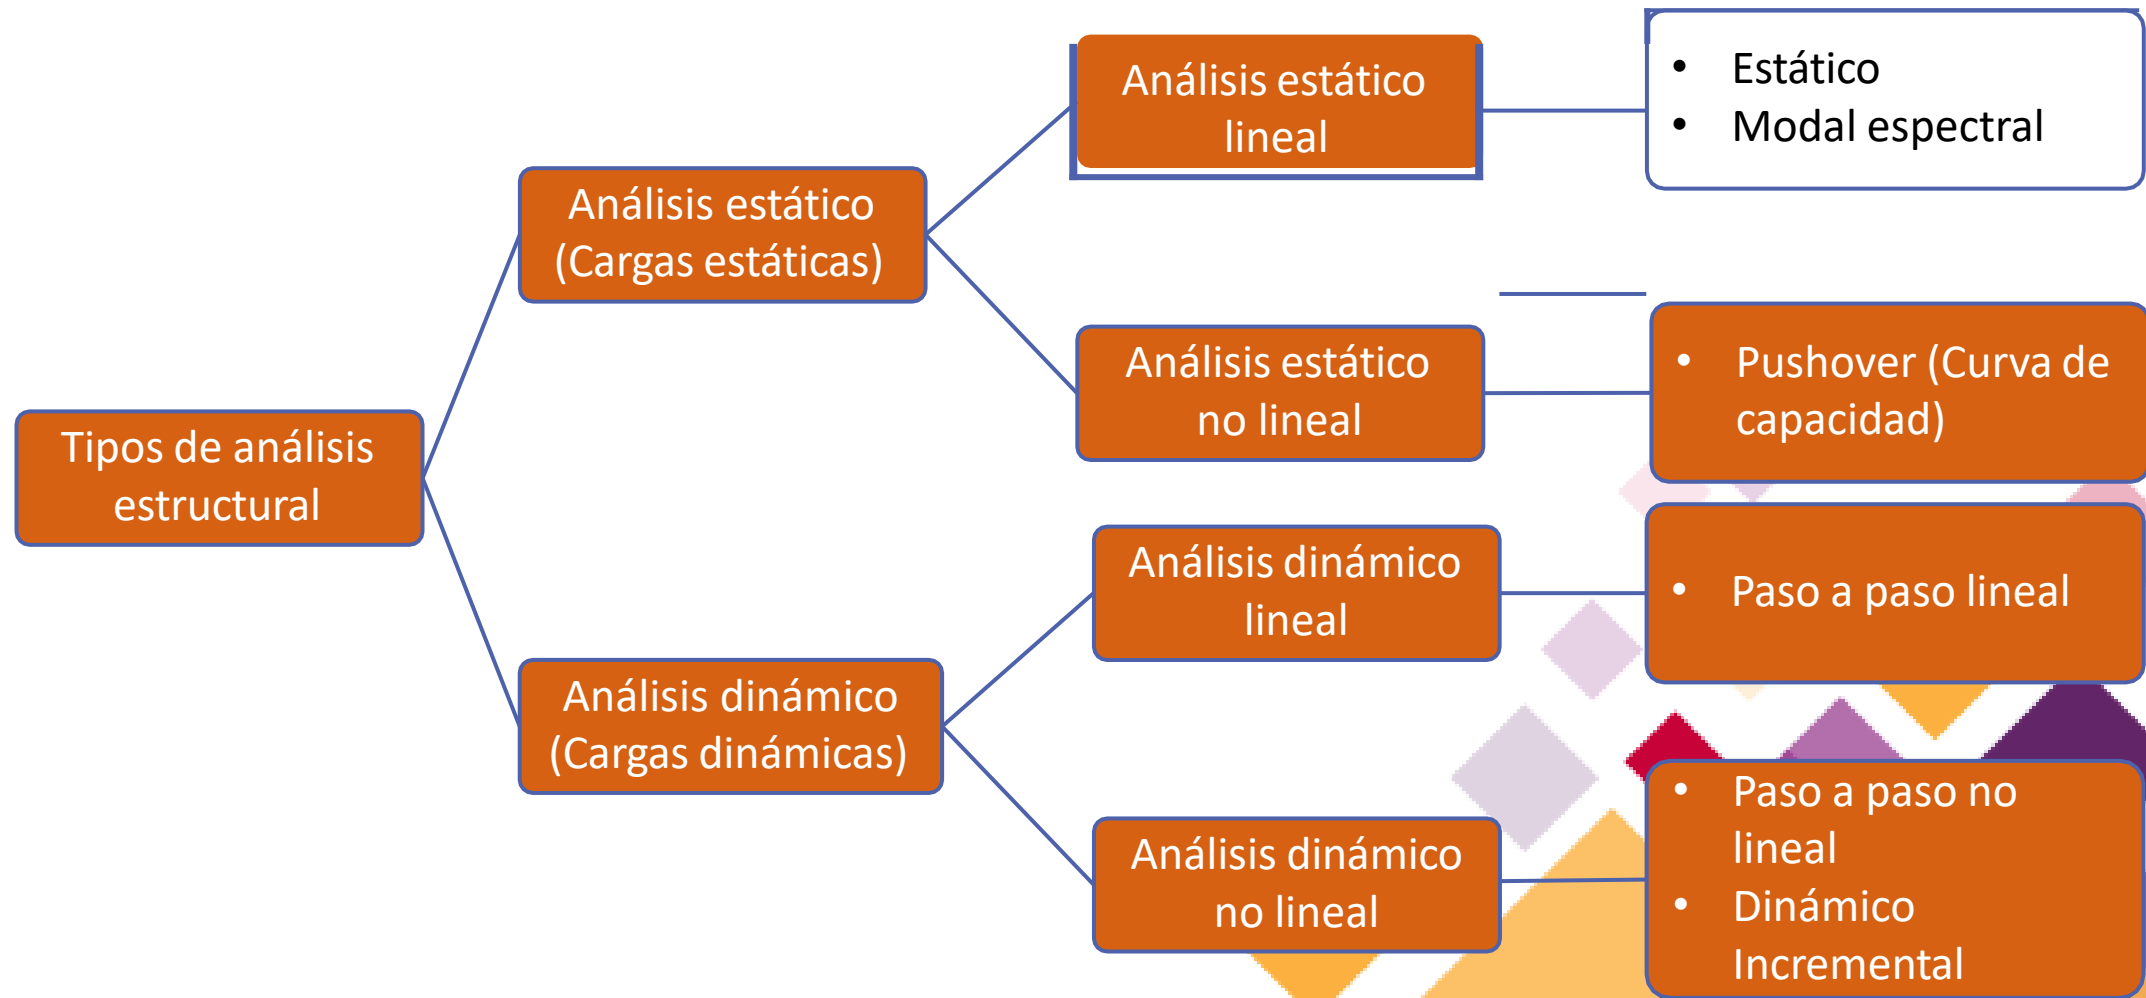 Tipos de análisis
estructural
Análisis estático
(Cargas estáticas)
Análisis estático
lineal
• Estático
• Modal espectral
Análisis estático
no lineal
• Pushover (Curva de
capacidad)
Análisis dinámico
(Cargas dinámicas)
Análisis dinámico
lineal
• Paso a paso lineal
Análisis dinámico
no lineal
• Paso a paso no
lineal
• Dinámico
Incremental